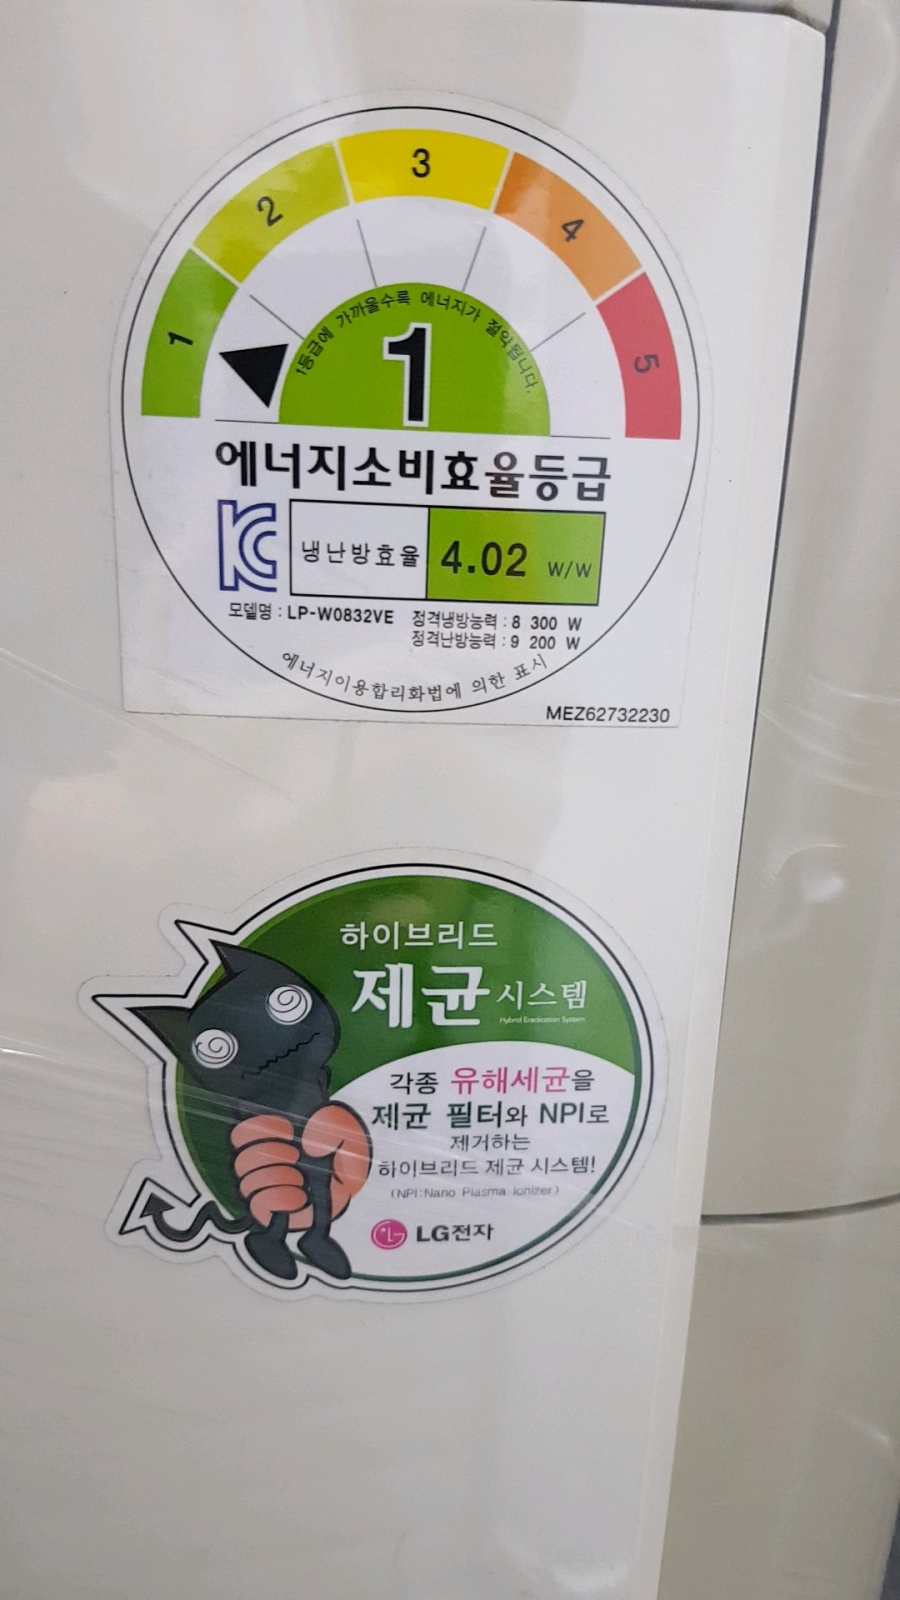 1
2
3
4
5
1등급에 가까울수록 에너지가 절약됩니다.
1
에너지소비효율등급
냉난방효율 4.02 W/W
모델명 : LP-W0832VE 정격냉방능력 : 8 300 W
정격난방능력 : 9 200 W
에너지이용합리화법에 의한 표시
MEZ62732230
하이브리드
제균시스템
Hybrid Eradication System
각종 유해세균을
제균 필터와 NPI로
제거하는
하이브리드 제균 시스템!
(NPI:Nano Plasma Ionizer)
LG전자